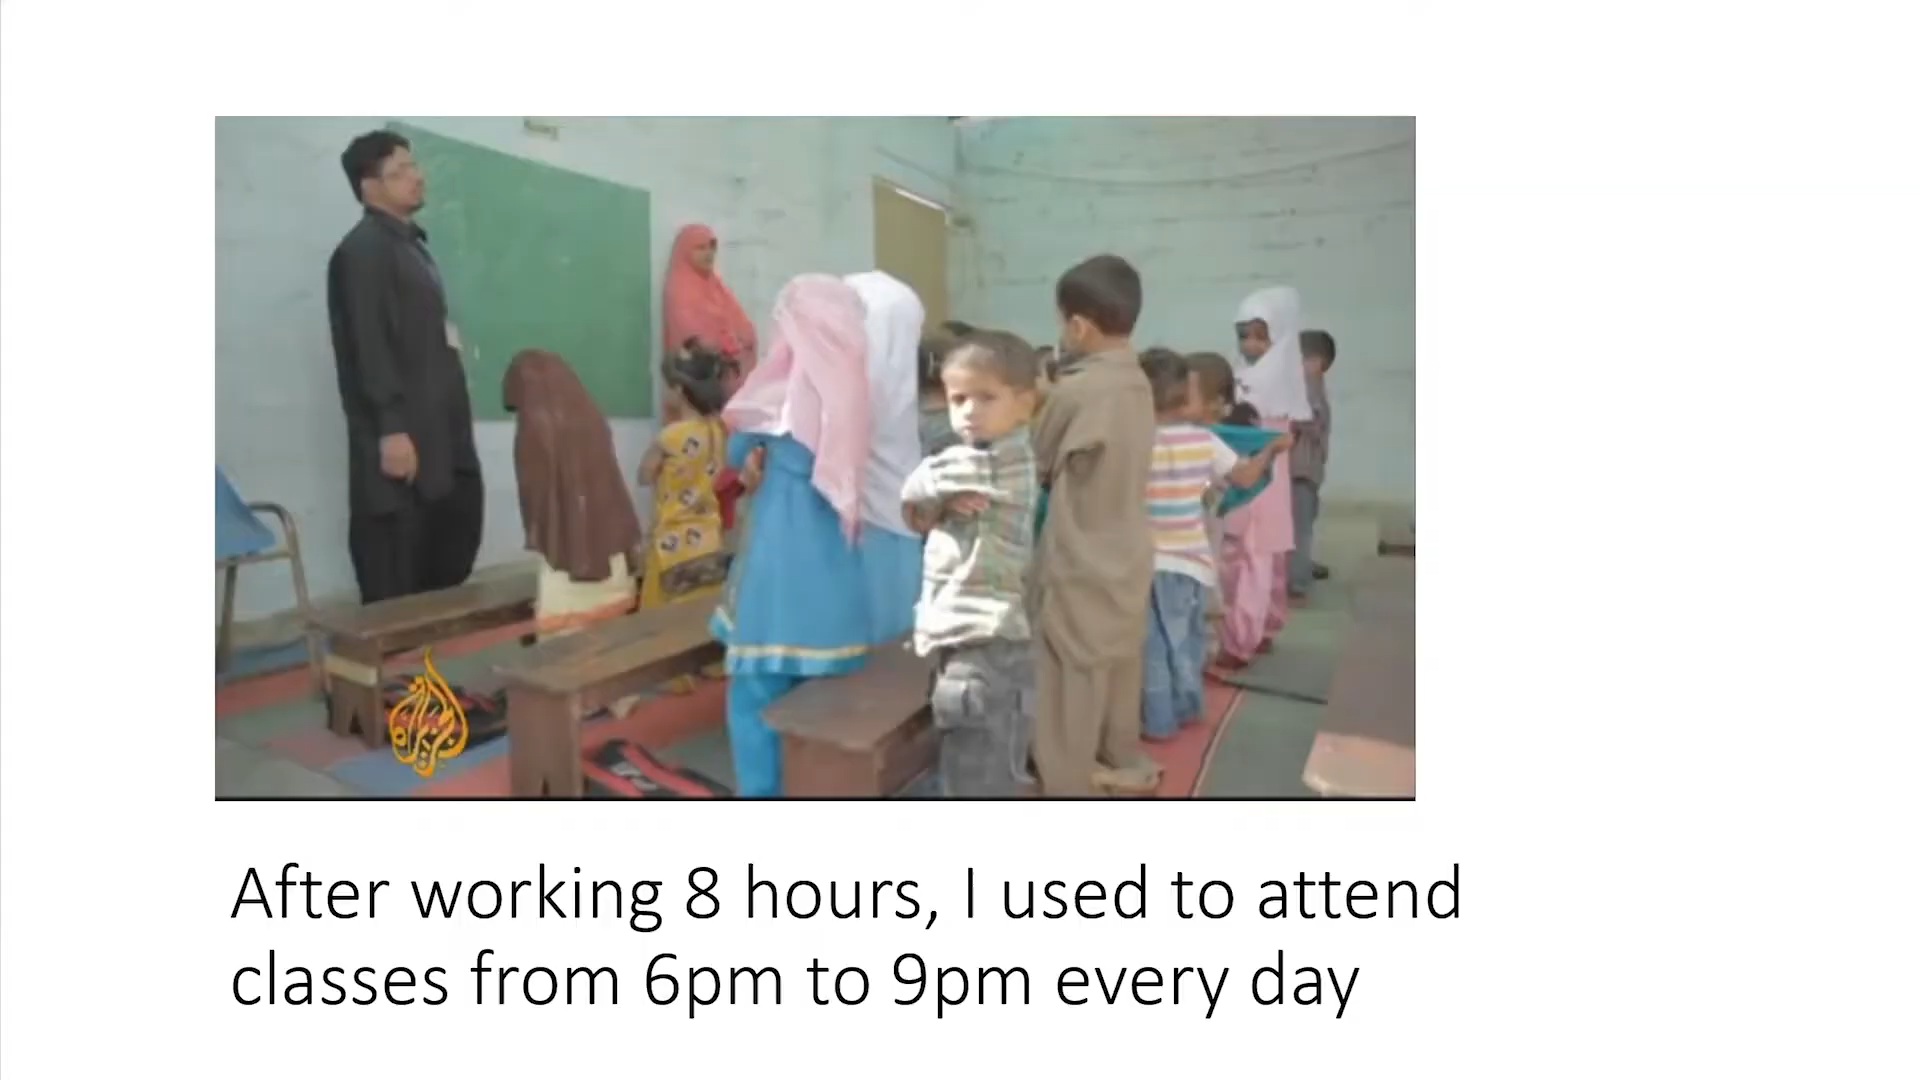 After working 8 hours, I used to attend
classes from 6pm to 9pm every day